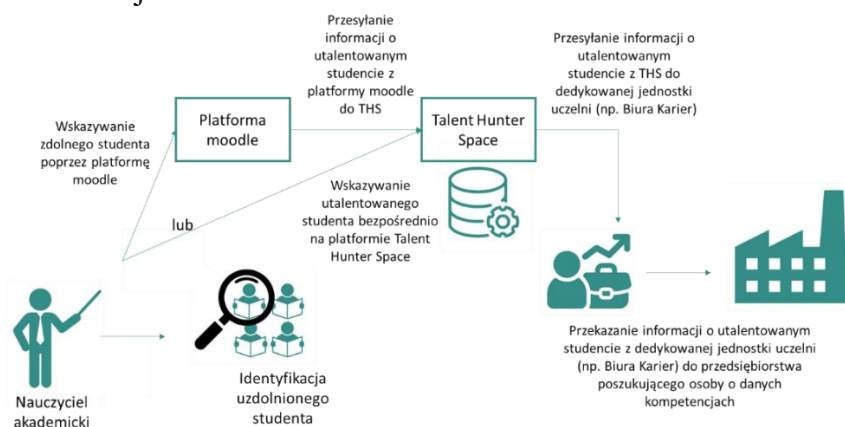 Przesyłanie
informacji o
utalentowanym
studencie z
platformy moodle
do THS
Przesyłanie informacji o
utalentowanym
studencie z THS do
dedykowanej jednostki
uczelni (np. Biura Karier)
Wskazywanie
zdolnego studenta
poprzez platformę
moodle
Platforma
moodle
Talent Hunter
Space
lub
Wskazywanie
utalentowanego
studenta bezpośrednio
na platformie Talent
Hunter Space
Nauczyciel
akademicki
Identyfikacja
uzdolnionego
studenta
Przekazanie informacji o utalentowanym
studencie z dedykowanej jednostki uczelni
(np. Biura Karier) do przedsiębiorstwa
poszukującego osoby o danych
kompetencjach